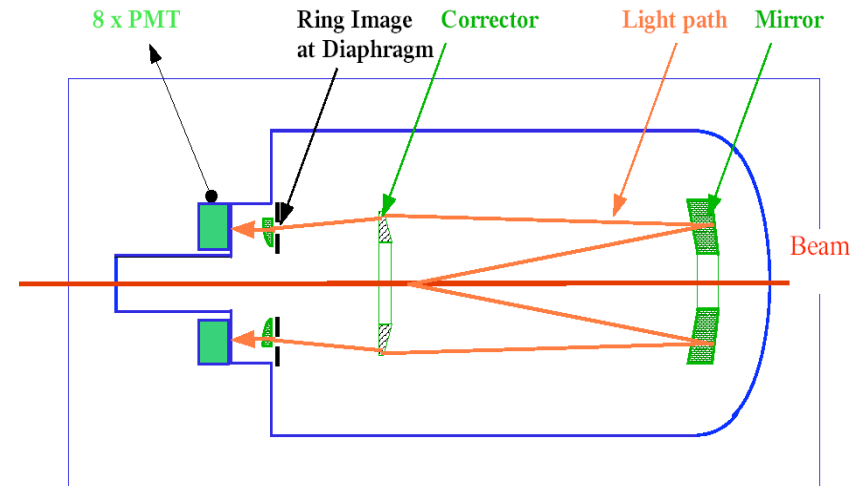 8 x PMT
Ring Image
at Diaphragm
Corrector
Light path
Mirror
Beam